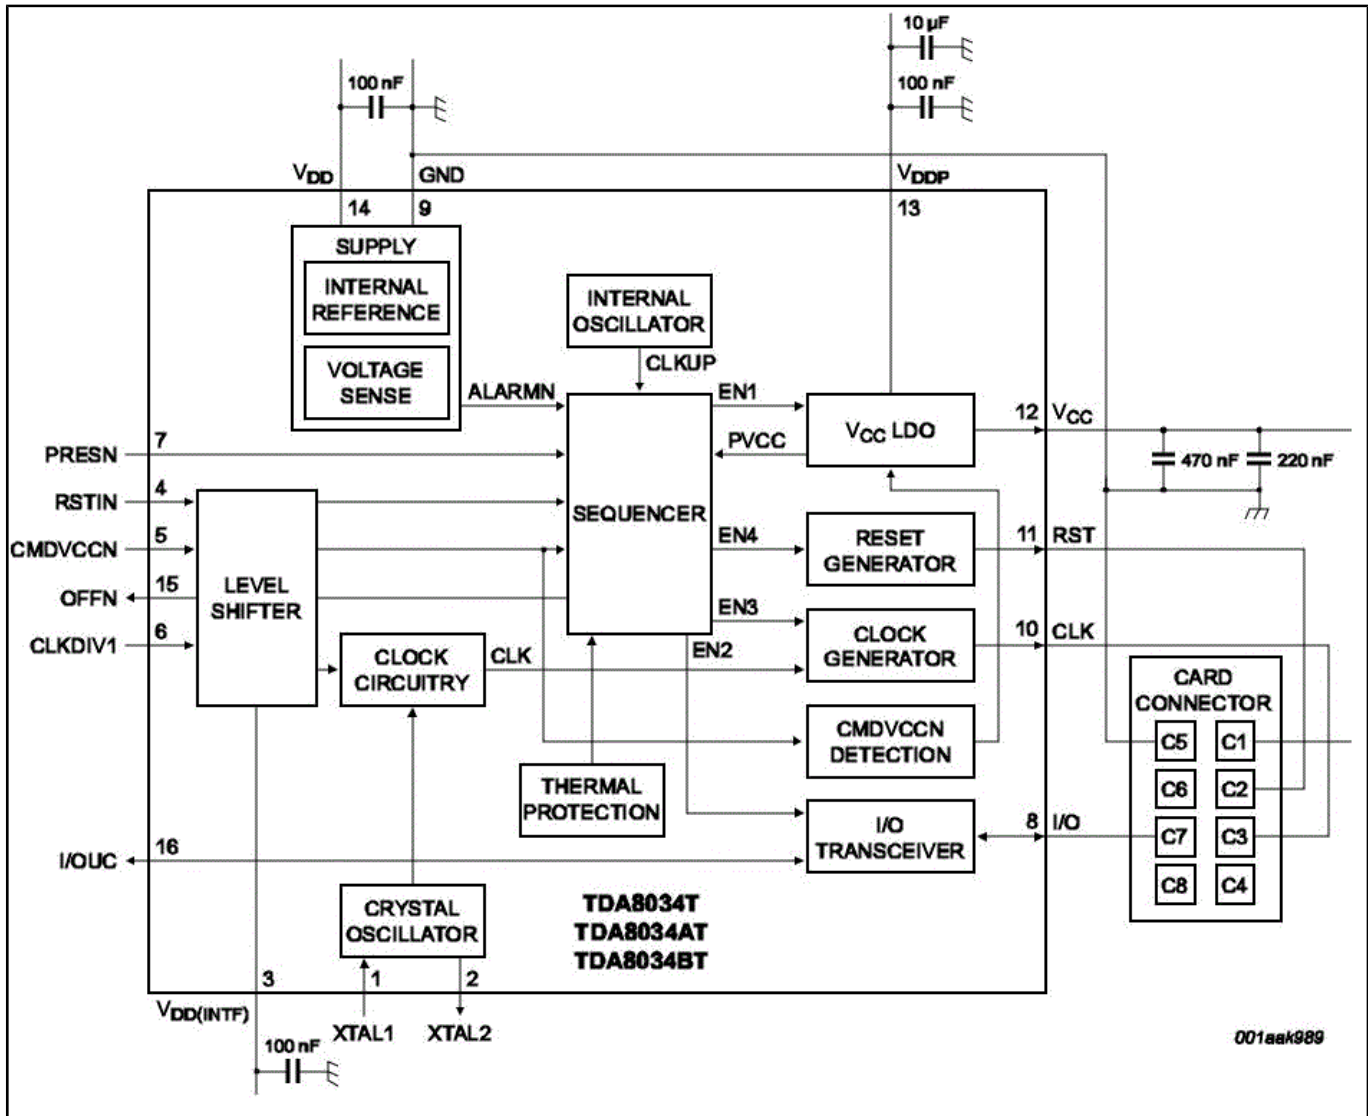 10 µF
100 nF
100 nF
VDD
GND
VDDP
14
9
13
SUPPLY
INTERNAL
REFERENCE
VOLTAGE
SENSE
INTERNAL
OSCILLATOR
CLKUP
ALARMN
EN1
PVCC
VCC LDO
12
VCC
470 nF
220 nF
PRESN
7
RSTIN
4
CMDVCCN
5
OFFN
15
CLKDIV1
6
LEVEL
SHIFTER
SEQUENCER
EN4
RESET
GENERATOR
11
RST
EN3
EN2
CLOCK
CIRCUITRY
CLK
CLOCK
GENERATOR
10
CLK
CARD
CONNECTOR
C5
C1
C6
C2
C7
C3
C8
C4
CMDVCCN
DETECTION
THERMAL
PROTECTION
I/O
TRANSCEIVER
8
I/O
I/OUC
16
CRYSTAL
OSCILLATOR
TDA8034T
TDA8034AT
TDA8034BT
3
1
2
VDD(INTF)
XTAL1
XTAL2
100 nF
001aak989